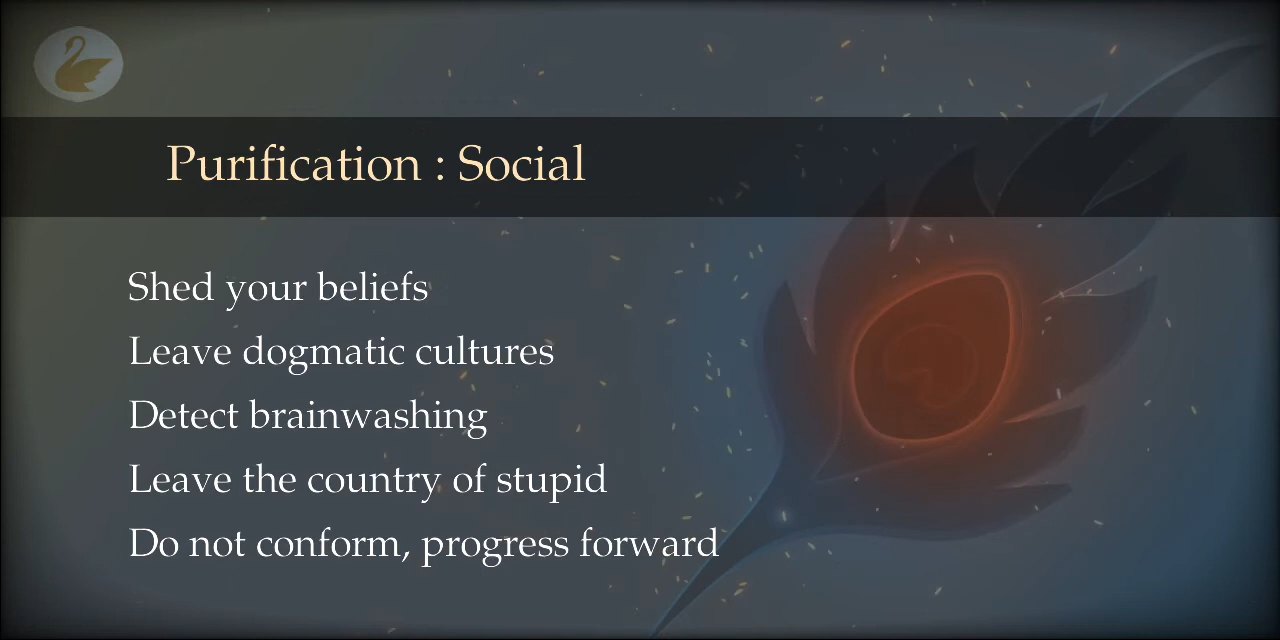 Purification : Social
Shed your beliefs
Leave dogmatic cultures
Detect brainwashing
Leave the country of stupid
Do not conform, progress forward